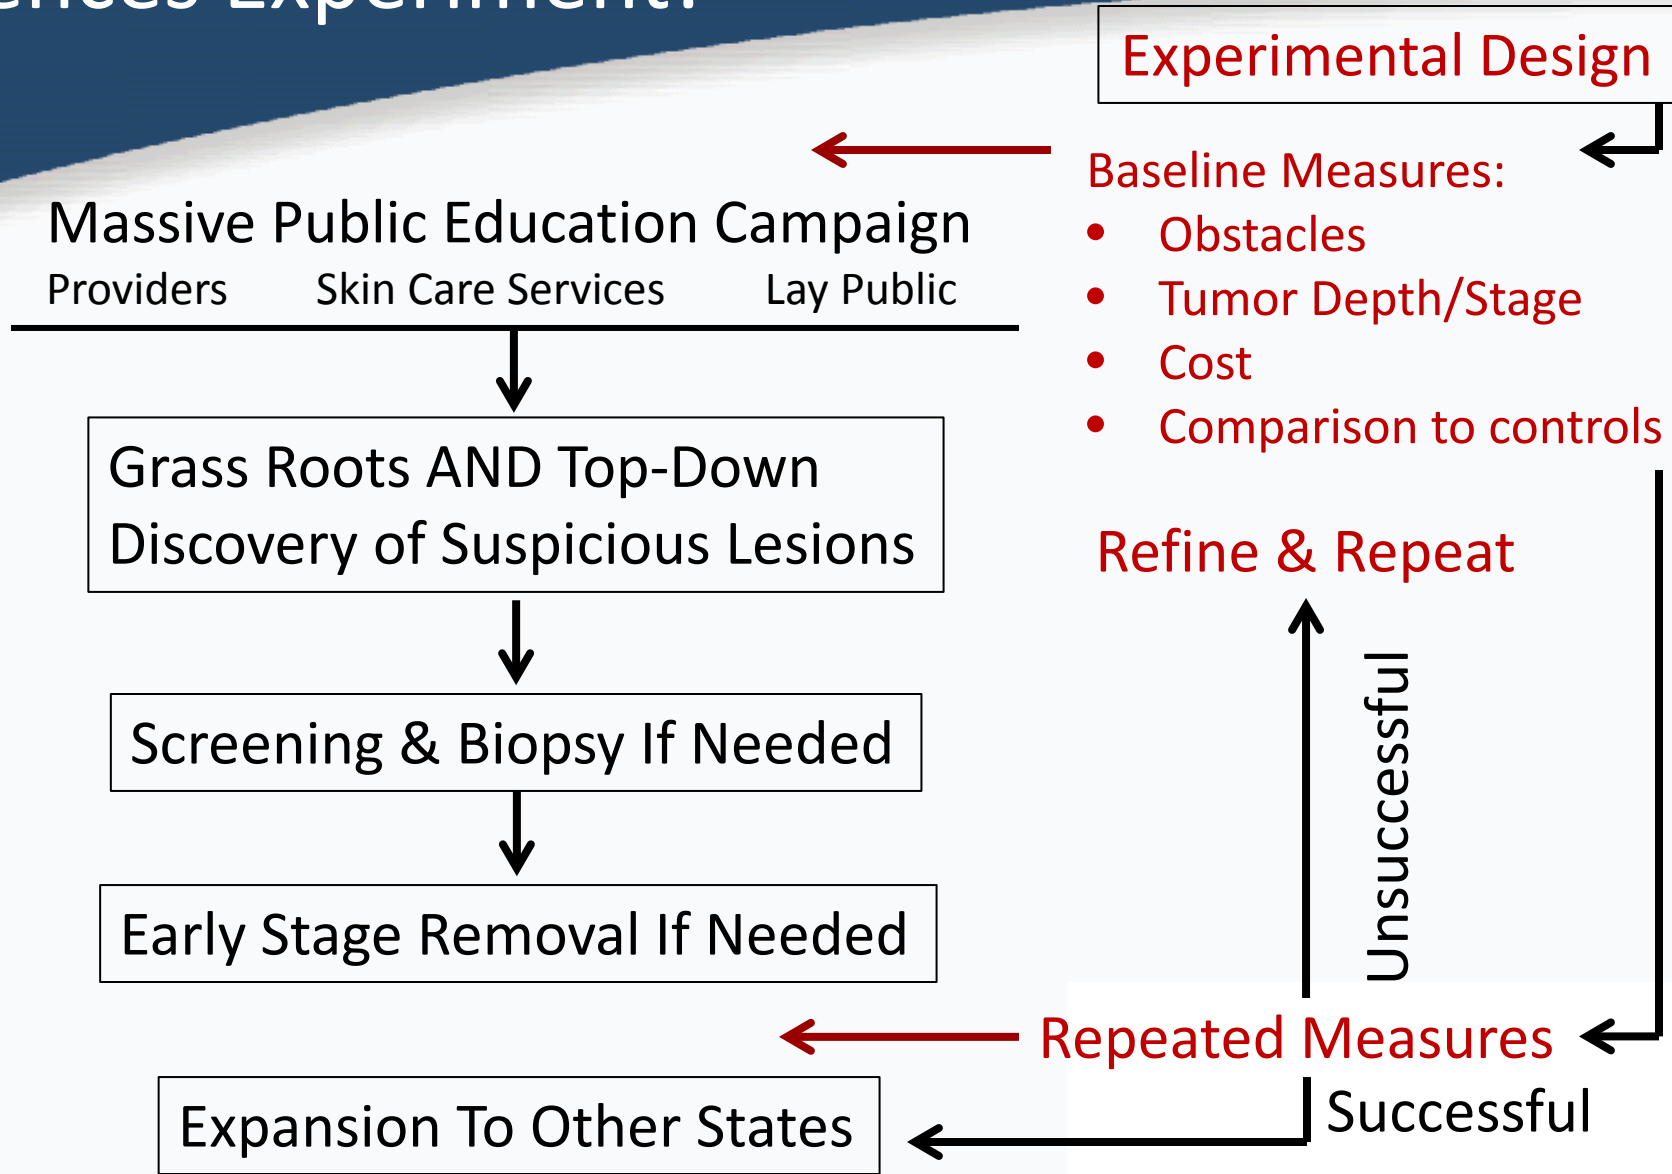 Experiment:
Experimental Design
Baseline Measures:
• Obstacles
• Tumor Depth/Stage
• Cost
• Comparison to controls
Massive Public Education Campaign
Providers Skin Care Services Lay Public
Grass Roots AND Top-Down
Discovery of Suspicious Lesions
Screening & Biopsy If Needed
Early Stage Removal If Needed
Refine & Repeat
Unsuccessful
Repeated Measures
Successful
Expansion To Other States